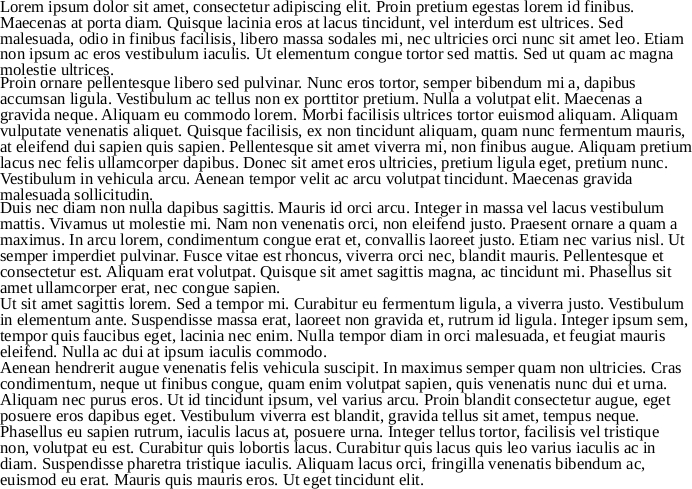 Lorem ipsum dolor sit amet, consectetur adipiscing elit. Proin pretium egestas lorem id finibus.
Maecenas at porta diam. Quisque lacinia eros at lacus tincidunt, vel interdum est ultrices. Sed
malesuada, odio in finibus facilisis, libero massa sodales mi, nec ultricies orci nunc sit amet leo. Etiam
non ipsum ac eros vestibulum iaculis. Ut elementum congue tortor sed mattis. Sed ut quam ac magna
molestie ultrices.
Proin ornare pellentesque libero sed pulvinar. Nunc eros tortor, semper bibendum mi a, dapibus
accumsan ligula. Vestibulum ac tellus non ex porttitor pretium. Nulla a volutpat elit. Maecenas a
gravida neque. Aliquam eu commodo lorem. Morbi facilisis ultrices tortor euismod aliquam. Aliquam
vulputate venenatis aliquet. Quisque facilisis, ex non tincidunt aliquam, quam nunc fermentum mauris,
at eleifend dui sapien quis sapien. Pellentesque sit amet viverra mi, non finibus augue. Aliquam pretium
lacus nec felis ullamcorper dapibus. Donec sit amet eros ultricies, pretium ligula eget, pretium nunc.
Vestibulum in vehicula arcu. Aenean tempor velit ac arcu volutpat tincidunt. Maecenas gravida
malesuada sollicitudin.
Duis nec diam non nulla dapibus sagittis. Mauris id orci arcu. Integer in massa vel lacus vestibulum
mattis. Vivamus ut molestie mi. Nam non venenatis orci, non eleifend justo. Praesent ornare a quam a
maximus. In arcu lorem, condimentum congue erat et, convallis laoreet justo. Etiam nec varius nisl. Ut
semper imperdiet pulvinar. Fusce vitae est rhoncus, viverra orci nec, blandit mauris. Pellentesque et
consectetur est. Aliquam erat volutpat. Quisque sit amet sagittis magna, ac tincidunt mi. Phasellus sit
amet ullamcorper erat, nec congue sapien.
Ut sit amet sagittis lorem. Sed a tempor mi. Curabitur eu fermentum ligula, a viverra justo. Vestibulum
in elementum ante. Suspendisse massa erat, laoreet non gravida et, rutrum id ligula. Integer ipsum sem,
tempor quis faucibus eget, lacinia nec enim. Nulla tempor diam in orci malesuada, et feugiat mauris
eleifend. Nulla ac dui at ipsum iaculis commodo.
Aenean hendrerit augue venenatis felis vehicula suscipit. In maximus semper quam non ultricies. Cras
condimentum, neque ut finibus congue, quam enim volutpat sapien, quis venenatis nunc dui et urna.
Aliquam nec purus eros. Ut id tincidunt ipsum, vel varius arcu. Proin blandit consectetur augue, eget
posuere eros dapibus eget. Vestibulum viverra est blandit, gravida tellus sit amet, tempus neque.
Phasellus eu sapien rutrum, iaculis lacus at, posuere urna. Integer tellus tortor, facilisis vel tristique
non, volutpat eu est. Curabitur quis lobortis lacus. Curabitur quis lacus quis leo varius iaculis ac in
diam. Suspendisse pharetra tristique iaculis. Aliquam lacus orci, fringilla venenatis bibendum ac,
euismod eu erat. Mauris quis mauris eros. Ut eget tincidunt elit.